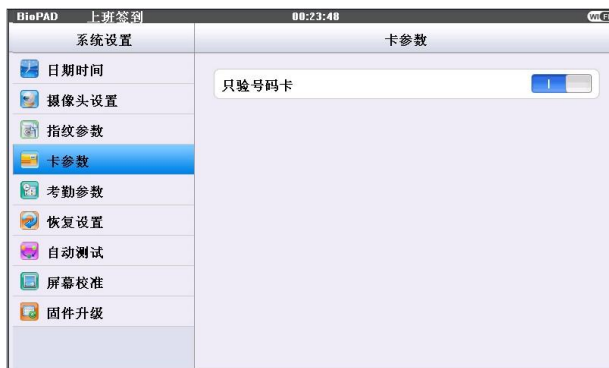 BioPAD 上班签到 00:23:48 WIFI
系统设置 卡参数
日期时间
摄像头设置
指纹参数
卡参数
考勤参数
恢复设置
自动测试
屏幕校准
固件升级
只验号码卡